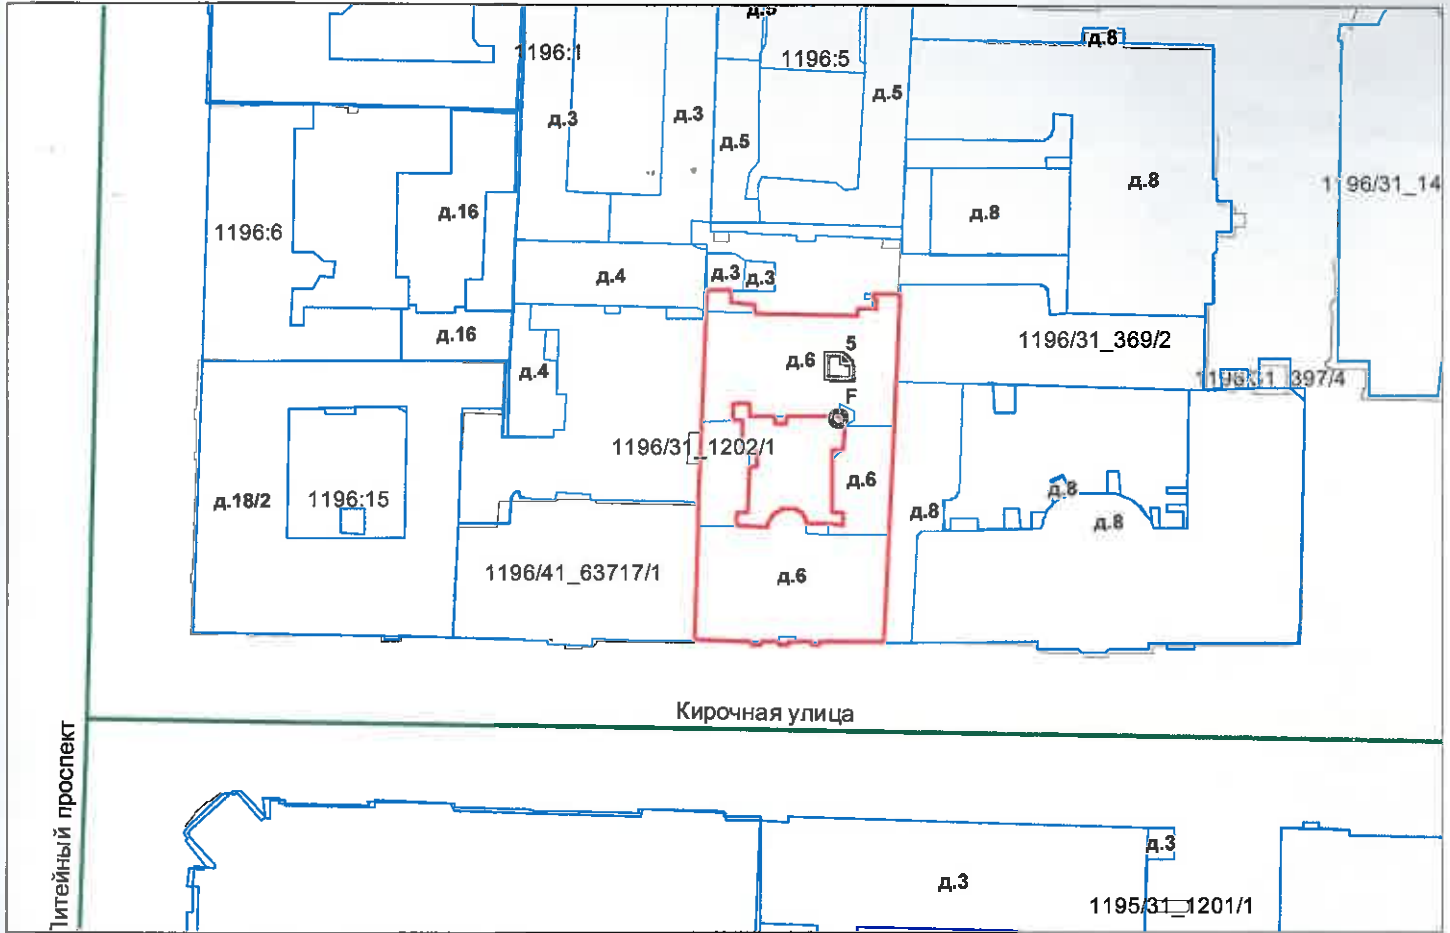 д.5
д.8
1196:1
1196:5
д.5
д.3
д.3
д.5
д.8
1196/31_14
д.16
д.8
1196:6
д.4
д.3
д.3
д.16
1196/31_369/2
5
д.6
д.4
1196/31_397/4
F
1196/31_1202/1
д.6
д.18/2
1196:15
д.8
д.8
д.8
1196/41_63717/1
д.6
Кирочная улица
Литейный проспект
д.3
д.3
1195/31_1201/1